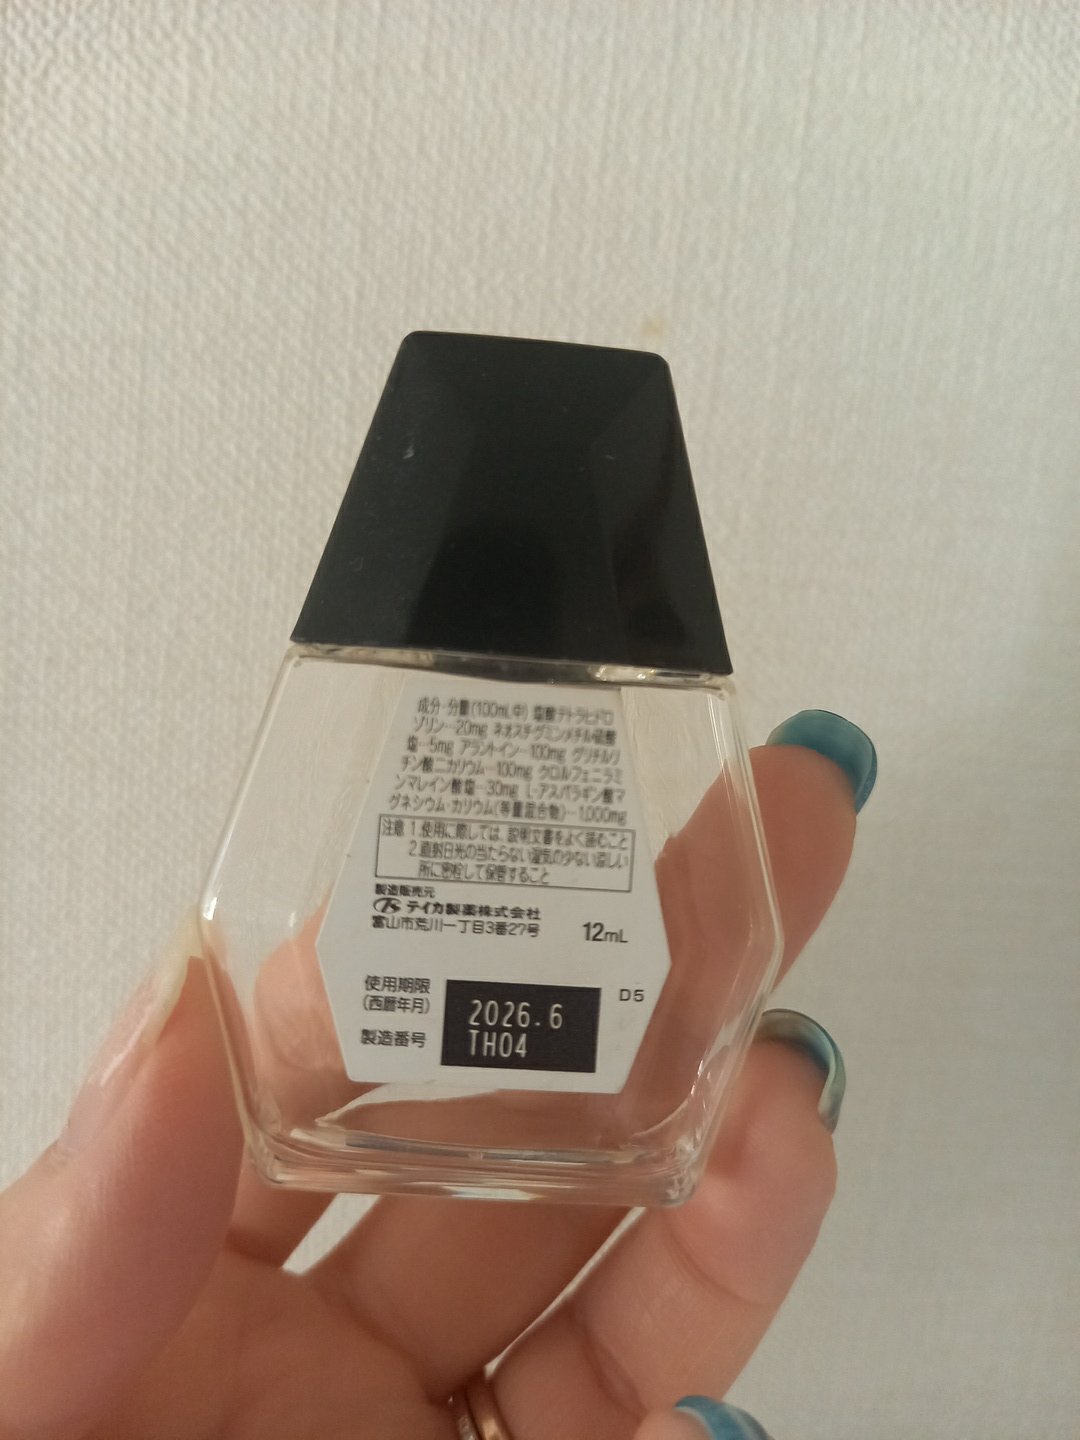 成分・分量(100mL中) 塩酸テトラヒドロ
ゾリン…20mg ネオスチグミンメチル硫酸
塩…5mg アラントイン…100mg グリチルリ
チン酸二カリウム…100mg クロルフェニラミ
ンマレイン酸塩…30mg L-アスパラギン酸マ
グネシウム・カリウム(等量混合物)…1,000mg
注意 1.使用に際しては、説明文書をよく読むこと
2.直射日光の当たらない湿気の少ない涼しい
所に密栓して保管すること
製造販売元
テイカ製薬株式会社
富山市荒川一丁目3番27号 12mL
使用期限
(西暦年月)
2026.6
D5
製造番号 TH04